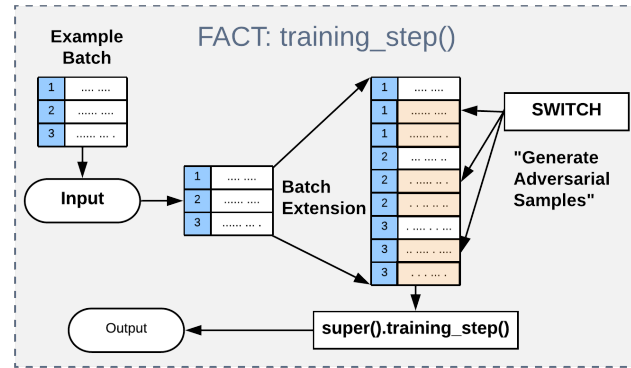 FACT: training_step()
Example
Batch
1 .... ....
2 ...... ....
3 ...... ... .
Input
1 .... ....
2 ...... ....
3 ...... ... .
Batch
Extension
1 .... ....
1 ...... ....
1 ...... ... .
2 ... .... ..
2 . ..... .. .
2 . . .. .. ..
3 . .... . . ...
3 .. .... . ....
3 . . . ... .
SWITCH
"Generate
Adversarial
Samples"
super().training_step()
Output